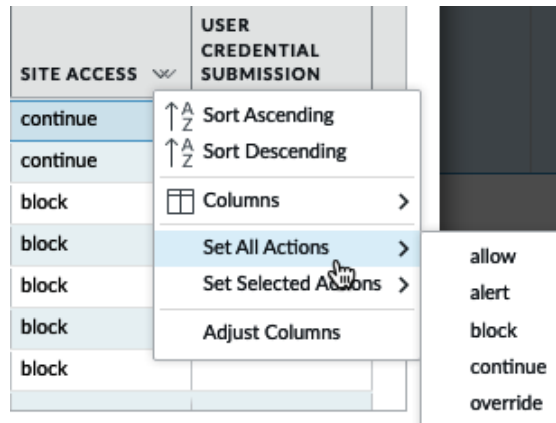 SITE ACCESS
USER
CREDENTIAL
SUBMISSION
continue
continue
block
block
block
block
block
Sort Ascending
Sort Descending
Columns
Set All Actions
Set Selected Actions
Adjust Columns
allow
alert
block
continue
override